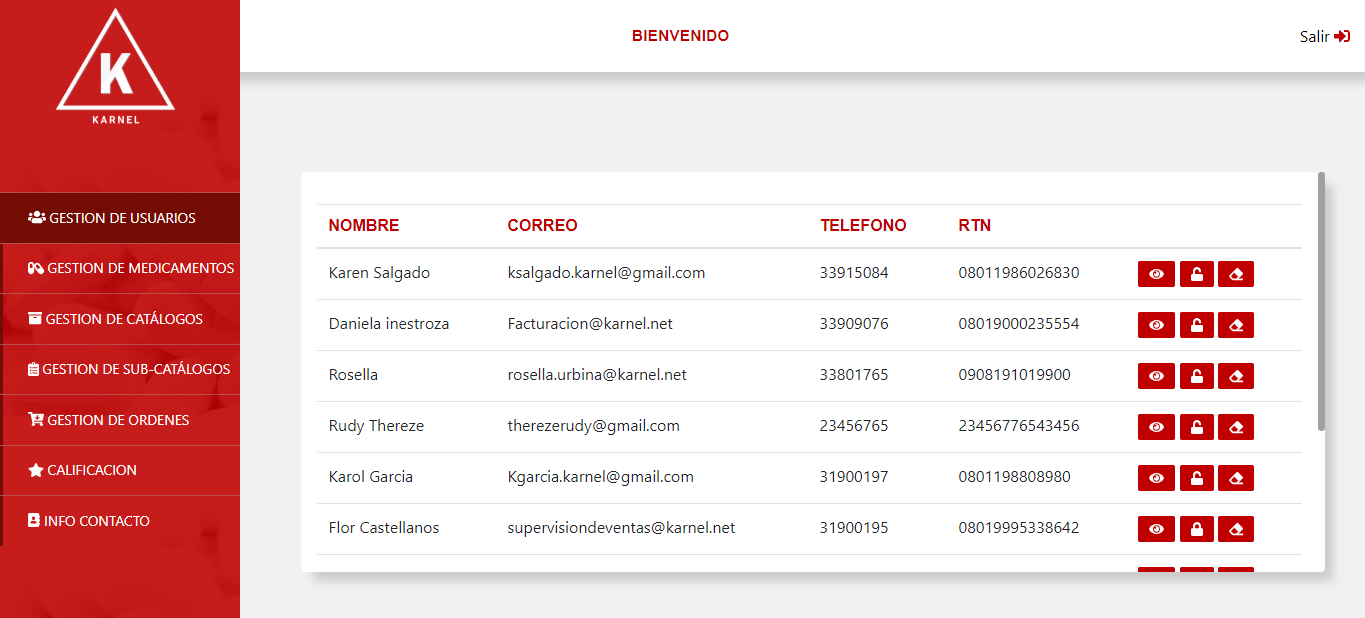 K
KARNEL
BIENVENIDO
Salir
GESTION DE USUARIOS
GESTION DE MEDICAMENTOS
GESTION DE CATÁLOGOS
GESTION DE SUB-CATÁLOGOS
GESTION DE ORDENES
CALIFICACION
INFO CONTACTO
NOMBRE CORREO TELEFONO RTN
Karen Salgado ksalgado.karnel@gmail.com 33915084 08011986026830
Daniela inestroza Facturacion@karnel.net 33909076 08019000235554
Rosella rosella.urbina@karnel.net 33801765 0908191019900
Rudy Thereze therezerudy@gmail.com 23456765 23456776543456
Karol Garcia Kgarcia.karnel@gmail.com 31900197 0801198808980
Flor Castellanos supervisiondeventas@karnel.net 31900195 08019995338642